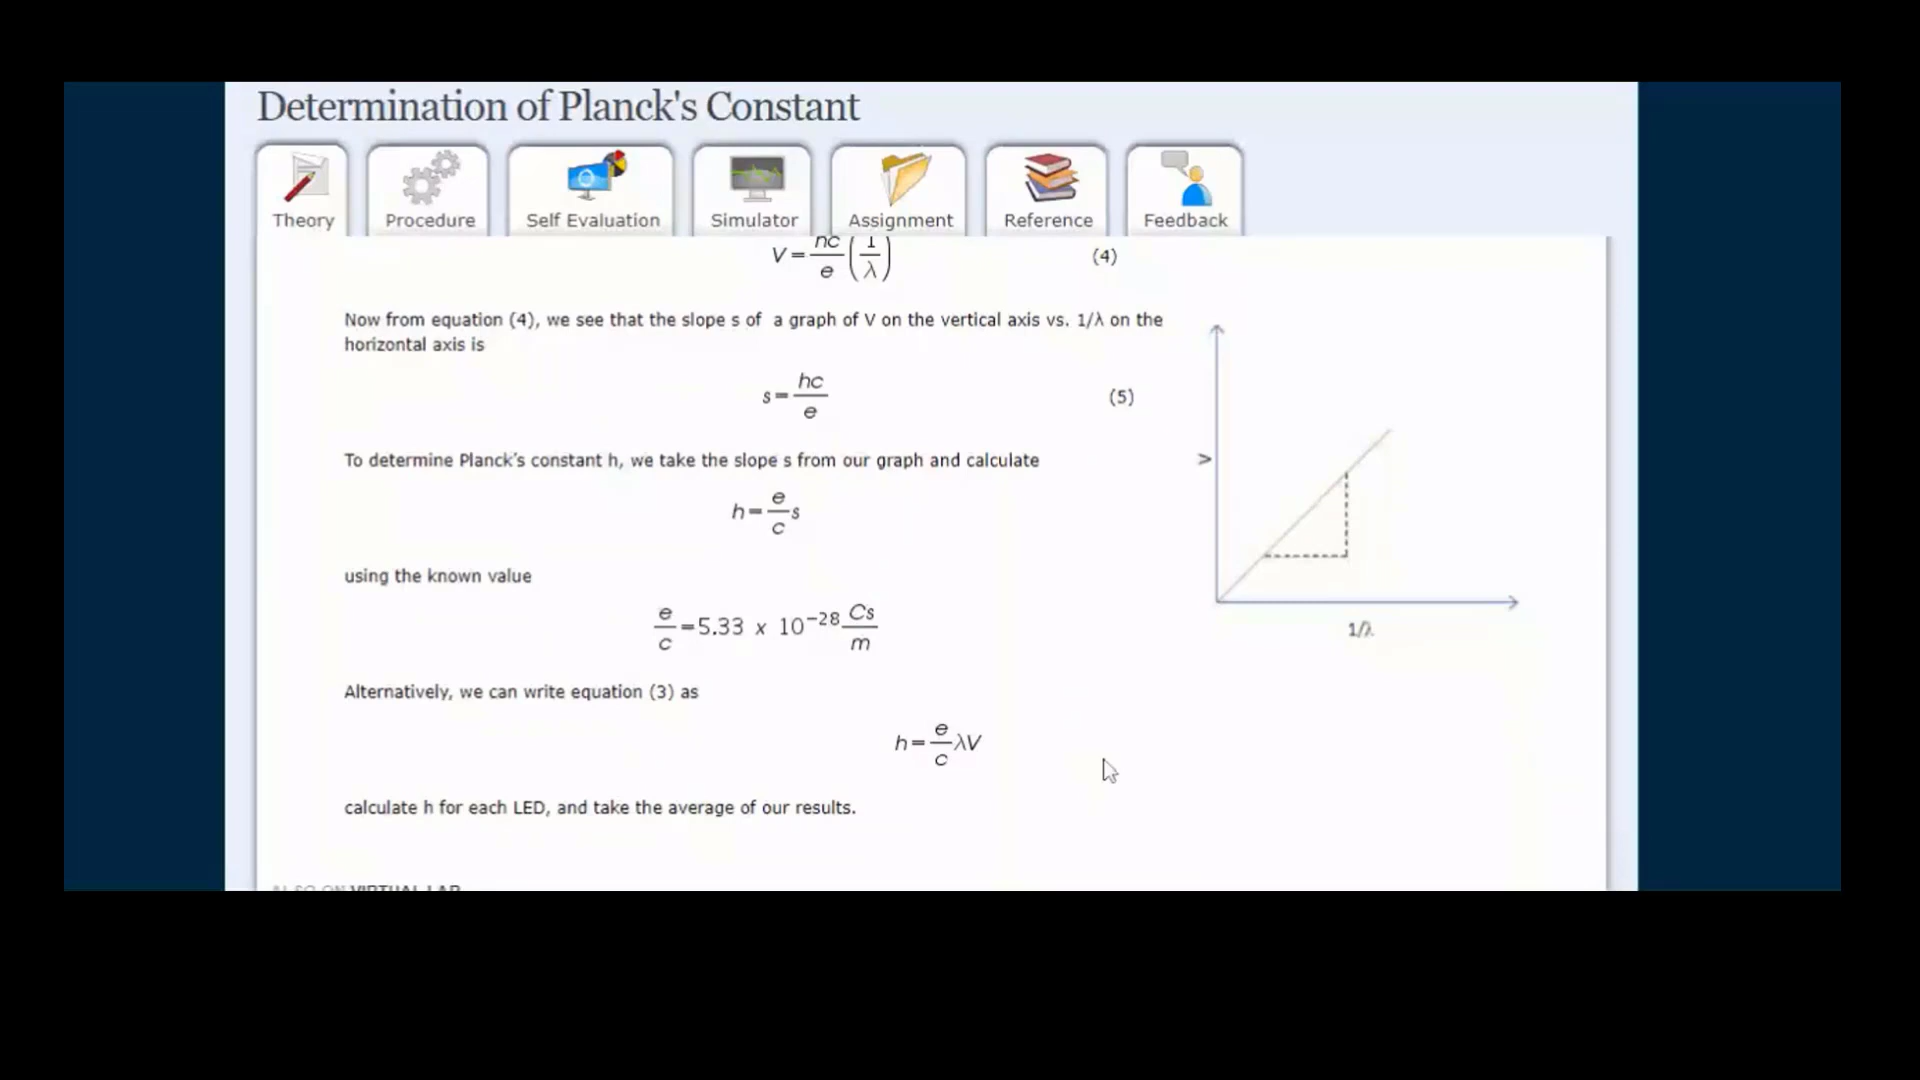 Determination of Planck's Constant
Theory Procedure Self Evaluation Simulator Assignment Reference Feedback
V = hc/e (1/λ) (4)
Now from equation (4), we see that the slope s of a graph of V on the vertical axis vs. 1/λ on the
horizontal axis is
s = hc/e (5)
To determine Planck's constant h, we take the slope s from our graph and calculate
h = e/c s
using the known value
e/c = 5.33 x 10⁻²⁸ Cs/m
Alternatively, we can write equation (3) as
h = e/c λV
calculate h for each LED, and take the average of our results.
V
1/λ
ALSO ON VIRTUAL LAB